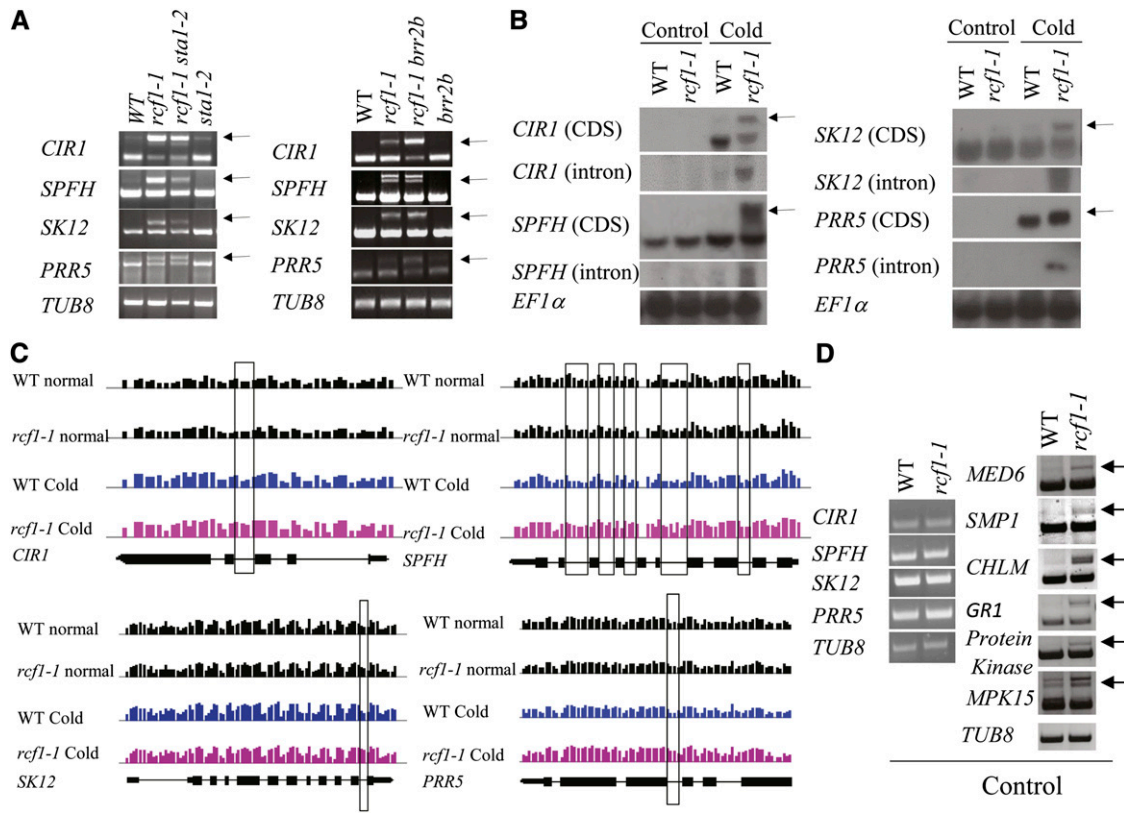 A
WT
rcf1-1
rcf1-1 sta1-2
sta1-2
CIR1
SPFH
SK12
PRR5
TUB8
WT
rcf1-1
rcf1-1 brr2b
brr2b
CIR1
SPFH
SK12
PRR5
TUB8
B
Control Cold
WT
rcf1-1
WT
rcf1-1
CIR1 (CDS)
CIR1 (intron)
SPFH (CDS)
SPFH (intron)
EF1α
Control Cold
WT
rcf1-1
WT
rcf1-1
SK12 (CDS)
SK12 (intron)
PRR5 (CDS)
PRR5 (intron)
EF1α
C
WT normal
rcf1-1 normal
WT Cold
rcf1-1 Cold
CIR1
WT normal
rcf1-1 normal
WT Cold
rcf1-1 Cold
SPFH
WT normal
rcf1-1 normal
WT Cold
rcf1-1 Cold
SK12
WT normal
rcf1-1 normal
WT Cold
rcf1-1 Cold
PRR5
D
WT
rcf1-1
CIR1
SPFH
SK12
PRR5
TUB8
WT
rcf1-1
MED6
SMP1
CHLM
GR1
Protein
Kinase
MPK15
TUB8
Control